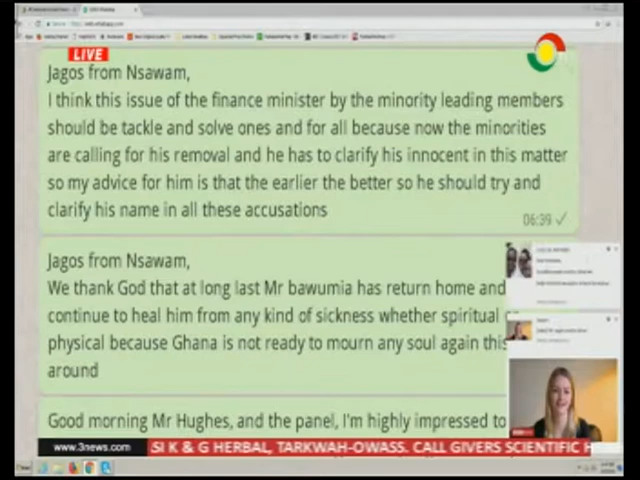 LIVE
Jagos from Nsawam,
I think this issue of the finance minister by the minority leading members
should be tackle and solve ones and for all because now the minorities
are calling for his removal and he has to clarify his innocent in this matter
so my advice for him is that the earlier the better so he should try and
clarify his name in all these accusations
06:39
Jagos from Nsawam,
We thank God that at long last Mr bawumia has return home and
continue to heal him from any kind of sickness whether spiritual
physical because Ghana is not ready to mourn any soul again this
around
Good morning Mr Hughes, and the panel, I'm highly impressed to
www.3news.com
SI K & G HERBAL, TARKWAH-OWASS. CALL GIVERS SCIENTIFIC H